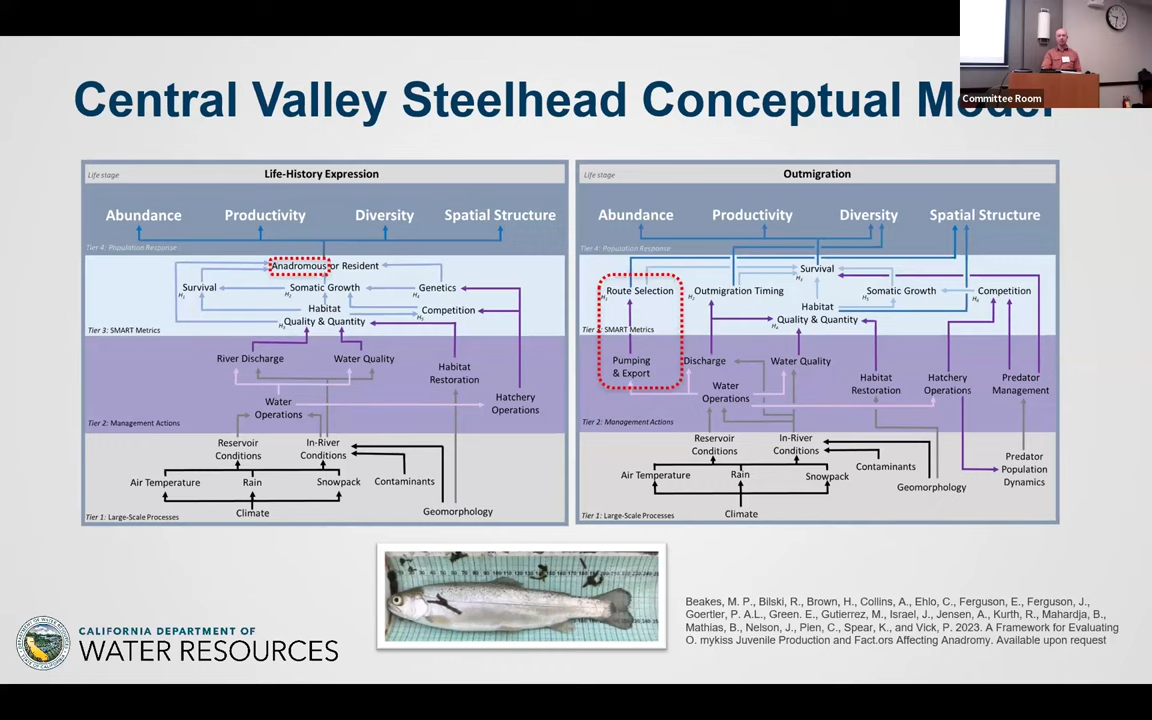 Central Valley Steelhead Conceptual Model
Committee Room
Life stage
Life-History Expression
Abundance Productivity Diversity Spatial Structure
Tier 4: Population Response
Anadromous or Resident
Survival Somatic Growth Genetics
H1 H2 H4
Habitat
Quality & Quantity
H3
Competition
H5
Tier 3: SMART Metrics
River Discharge Water Quality
Habitat
Restoration
Water
Operations
Hatchery
Operations
Tier 2: Management Actions
Reservoir
Conditions
In-River
Conditions
Air Temperature Rain Snowpack Contaminants
Climate
Geomorphology
Tier 1: Large-Scale Processes
Life stage
Outmigration
Abundance Productivity Diversity Spatial Structure
Tier 4: Population Response
Survival
Route Selection Outmigration Timing Somatic Growth Competition
H1 H2 H5 H6
Habitat
Quality & Quantity
H4
SMART Metrics
Pumping
& Export
Discharge Water Quality
Water
Operations
Habitat
Restoration
Hatchery
Operations
Predator
Management
Tier 2: Management Actions
Reservoir
Conditions
In-River
Conditions
Contaminants
Predator
Population
Dynamics
Air Temperature Rain Snowpack
Geomorphology
Climate
Tier 1: Large-Scale Processes
CALIFORNIA DEPARTMENT OF
WATER RESOURCES
Beakes, M. P., Bilski, R., Brown, H., Collins, A., Ehlo, C., Ferguson, E., Ferguson, J.,
Goertler, P. A.L., Green. E., Gutierrez, M., Israel, J., Jensen, A., Kurth, R., Mahardja, B.,
Mathias, B., Nelson, J., Pien, C., Spear, K., and Vick, P. 2023. A Framework for Evaluating
O. mykiss Juvenile Production and Fact.ors Affecting Anadromy. Available upon request